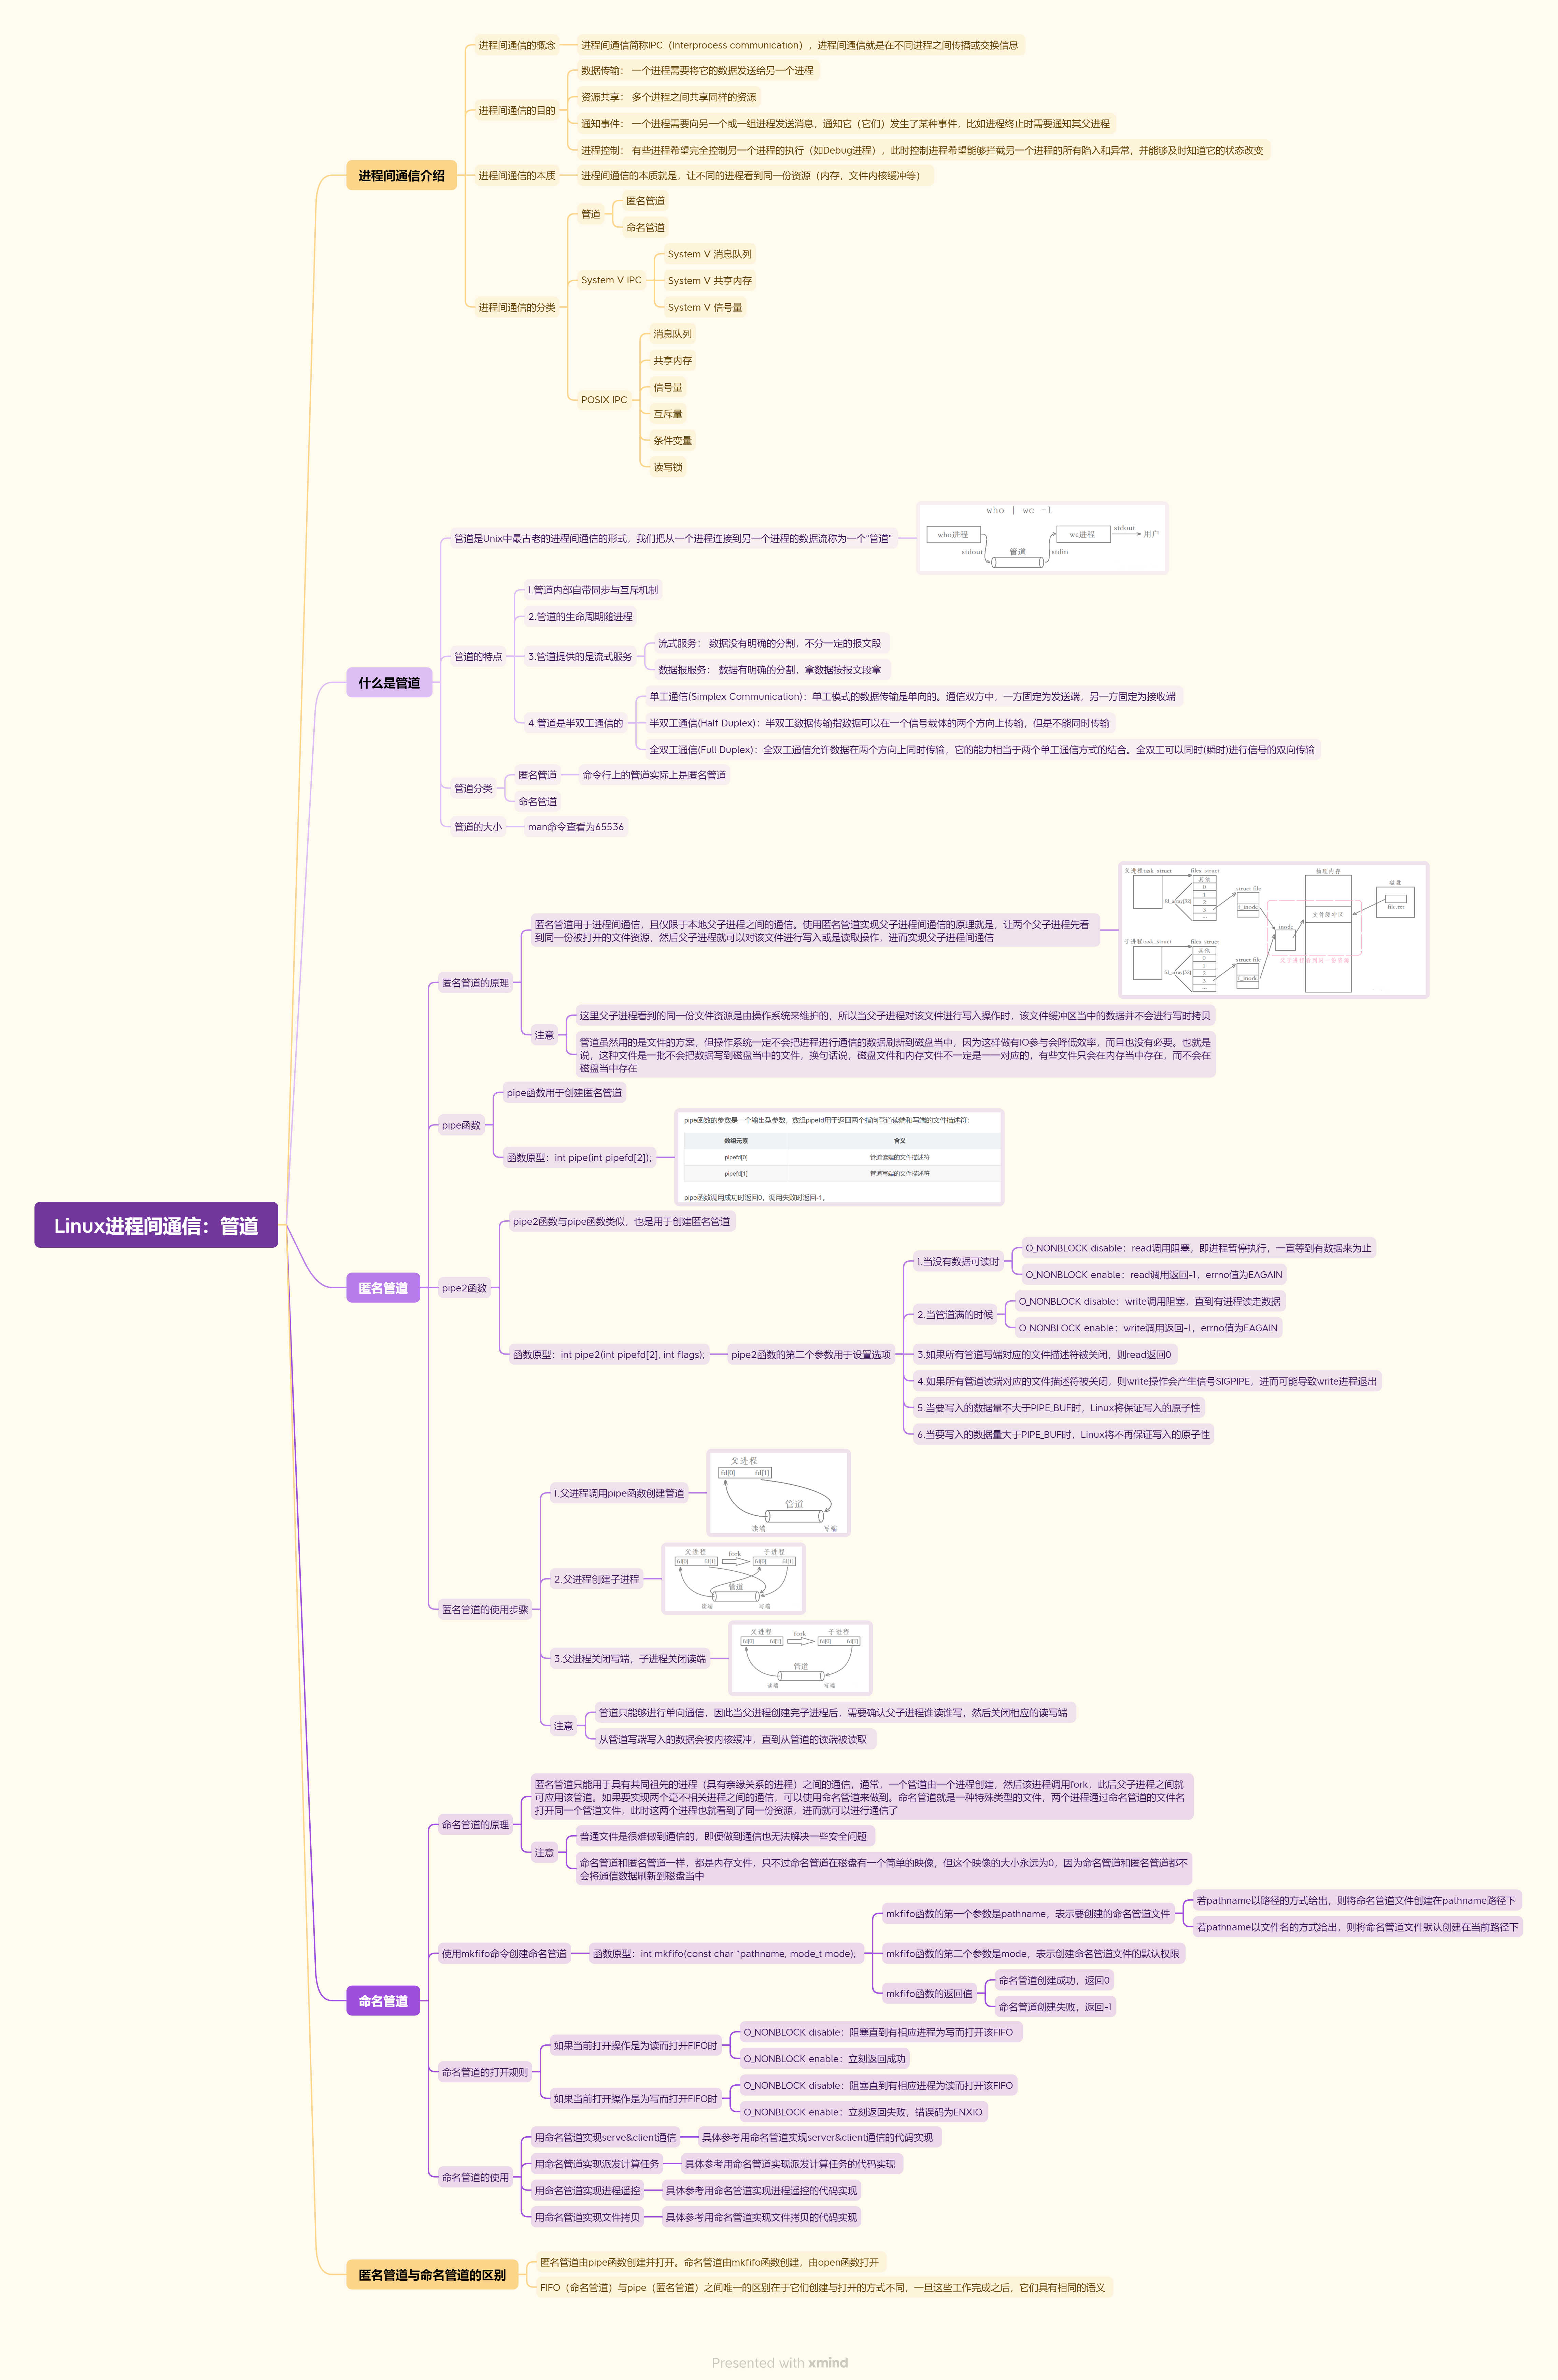 Linux进程间通信：管道
进程间通信介绍
进程间通信的概念
进程间通信简称IPC（Interprocess communication），进程间通信就是在不同进程之间传播或交换信息
进程间通信的目的
数据传输： 一个进程需要将它的数据发送给另一个进程
资源共享： 多个进程之间共享同样的资源
通知事件： 一个进程需要向另一个或一组进程发送消息，通知它（它们）发生了某种事件，比如进程终止时需要通知其父进程
进程控制： 有些进程希望完全控制另一个进程的执行（如Debug进程），此时控制进程希望能够拦截另一个进程的所有陷入和异常，并能够及时知道它的状态改变
进程间通信的本质
进程间通信的本质就是，让不同的进程看到同一份资源（内存，文件内核缓冲等）
进程间通信的分类
管道
匿名管道
命名管道
System V IPC
System V 消息队列
System V 共享内存
System V 信号量
POSIX IPC
消息队列
共享内存
信号量
互斥量
条件变量
读写锁
什么是管道
管道是Unix中最古老的进程间通信的形式，我们把从一个进程连接到另一个进程的数据流称为一个"管道"
who | wc -l
who进程
stdout
管道
stdin
wc进程
stdout
用户
管道的特点
1.管道内部自带同步与互斥机制
2.管道的生命周期随进程
3.管道提供的是流式服务
流式服务： 数据没有明确的分割，不分一定的报文段
数据报服务： 数据有明确的分割，拿数据按报文段拿
4.管道是半双工通信的
单工通信(Simplex Communication)：单工模式的数据传输是单向的。通信双方中，一方固定为发送端，另一方固定为接收端
半双工通信(Half Duplex)：半双工数据传输指数据可以在一个信号载体的两个方向上传输，但是不能同时传输
全双工通信(Full Duplex)：全双工通信允许数据在两个方向上同时传输，它的能力相当于两个单工通信方式的结合。全双工可以同时(瞬时)进行信号的双向传输
管道分类
匿名管道
命令行上的管道实际上是匿名管道
命名管道
管道的大小
man命令查看为65536
匿名管道
匿名管道的原理
匿名管道用于进程间通信，且仅限于本地父子进程之间的通信。使用匿名管道实现父子进程间通信的原理就是，让两个父子进程先看
到同一份被打开的文件资源，然后父子进程就可以对该文件进行写入或是读取操作，进而实现父子进程间通信
父进程task_struct
files_struct
其他
0
1
2
3
...
fd_array[32]
struct file
f_inode
物理内存
文件缓冲区
磁盘
file.txt
inode
子进程task_struct
files_struct
其他
0
1
2
3
...
fd_array[32]
struct file
f_inode
注意
这里父子进程看到的同一份文件资源是由操作系统来维护的，所以当父子进程对该文件进行写入操作时，该文件缓冲区当中的数据并不会进行写时拷贝
管道虽然用的是文件的方案，但操作系统一定不会把进程进行通信的数据刷新到磁盘当中，因为这样做有IO参与会降低效率，而且也没有必要。也就是
说，这种文件是一批不会把数据写到磁盘当中的文件，换句话说，磁盘文件和内存文件不一定是一一对应的，有些文件只会在内存当中存在，而不会在
磁盘当中存在
pipe函数
pipe函数用于创建匿名管道
函数原型：int pipe(int pipefd[2]);
pipe函数的参数是一个输出型参数，数组pipefd用于返回两个指向管道读端和写端的文件描述符：
数组元素 含义
pipefd[0] 管道读端的文件描述符
pipefd[1] 管道写端的文件描述符
pipe函数调用成功时返回0，调用失败时返回-1。
pipe2函数
pipe2函数与pipe函数类似，也是用于创建匿名管道
函数原型：int pipe2(int pipefd[2], int flags);
pipe2函数的第二个参数用于设置选项
1.当没有数据可读时
O_NONBLOCK disable：read调用阻塞，即进程暂停执行，一直等到有数据来为止
O_NONBLOCK enable：read调用返回-1，errno值为EAGAIN
2.当管道满的时候
O_NONBLOCK disable：write调用阻塞，直到有进程读走数据
O_NONBLOCK enable：write调用返回-1，errno值为EAGAIN
3.如果所有管道写端对应的文件描述符被关闭，则read返回0
4.如果所有管道读端对应的文件描述符被关闭，则write操作会产生信号SIGPIPE，进而可能导致write进程退出
5.当要写入的数据量不大于PIPE_BUF时，Linux将保证写入的原子性
6.当要写入的数据量大于PIPE_BUF时，Linux将不再保证写入的原子性
匿名管道的使用步骤
1.父进程调用pipe函数创建管道
父进程
fd[0] fd[1]
管道
读端 写端
2.父进程创建子进程
父进程 fork 子进程
fd[0] fd[1] fd[0] fd[1]
管道
读端 写端
3.父进程关闭写端，子进程关闭读端
父进程 fork 子进程
fd[0] fd[1] fd[0] fd[1]
管道
读端 写端
注意
管道只能够进行单向通信，因此当父进程创建完子进程后，需要确认父子进程谁读谁写，然后关闭相应的读写端
从管道写端写入的数据会被内核缓冲，直到从管道的读端被读取
命名管道
命名管道的原理
匿名管道只能用于具有共同祖先的进程（具有亲缘关系的进程）之间的通信，通常，一个管道由一个进程创建，然后该进程调用fork，此后父子进程之间就
可应用该管道。如果要实现两个毫不相关进程之间的通信，可以使用命名管道来做到。命名管道就是一种特殊类型的文件，两个进程通过命名管道的文件名
打开同一个管道文件，此时这两个进程也就看到了同一份资源，进而就可以进行通信了
注意
普通文件是很难做到通信的，即便做到通信也无法解决一些安全问题
命名管道和匿名管道一样，都是内存文件，只不过命名管道在磁盘有一个简单的映像，但这个映像的大小永远为0，因为命名管道和匿名管道都不
会将通信数据刷新到磁盘当中
使用mkfifo命令创建命名管道
函数原型：int mkfifo(const char *pathname, mode_t mode);
mkfifo函数的第一个参数是pathname，表示要创建的命名管道文件
若pathname以路径的方式给出，则将命名管道文件创建在pathname路径下
若pathname以文件名的方式给出，则将命名管道文件默认创建在当前路径下
mkfifo函数的第二个参数是mode，表示创建命名管道文件的默认权限
mkfifo函数的返回值
命名管道创建成功，返回0
命名管道创建失败，返回-1
命名管道的打开规则
如果当前打开操作是为读而打开FIFO时
O_NONBLOCK disable：阻塞直到有相应进程为写而打开该FIFO
O_NONBLOCK enable：立刻返回成功
如果当前打开操作是为写而打开FIFO时
O_NONBLOCK disable：阻塞直到有相应进程为读而打开该FIFO
O_NONBLOCK enable：立刻返回失败，错误码为ENXIO
命名管道的使用
用命名管道实现serve&client通信
具体参考用命名管道实现server&client通信的代码实现
用命名管道实现派发计算任务
具体参考用命名管道实现派发计算任务的代码实现
用命名管道实现进程遥控
具体参考用命名管道实现进程遥控的代码实现
用命名管道实现文件拷贝
具体参考用命名管道实现文件拷贝的代码实现
匿名管道与命名管道的区别
匿名管道由pipe函数创建并打开。命名管道由mkfifo函数创建，由open函数打开
FIFO（命名管道）与pipe（匿名管道）之间唯一的区别在于它们创建与打开的方式不同，一旦这些工作完成之后，它们具有相同的语义
Presented with xmind